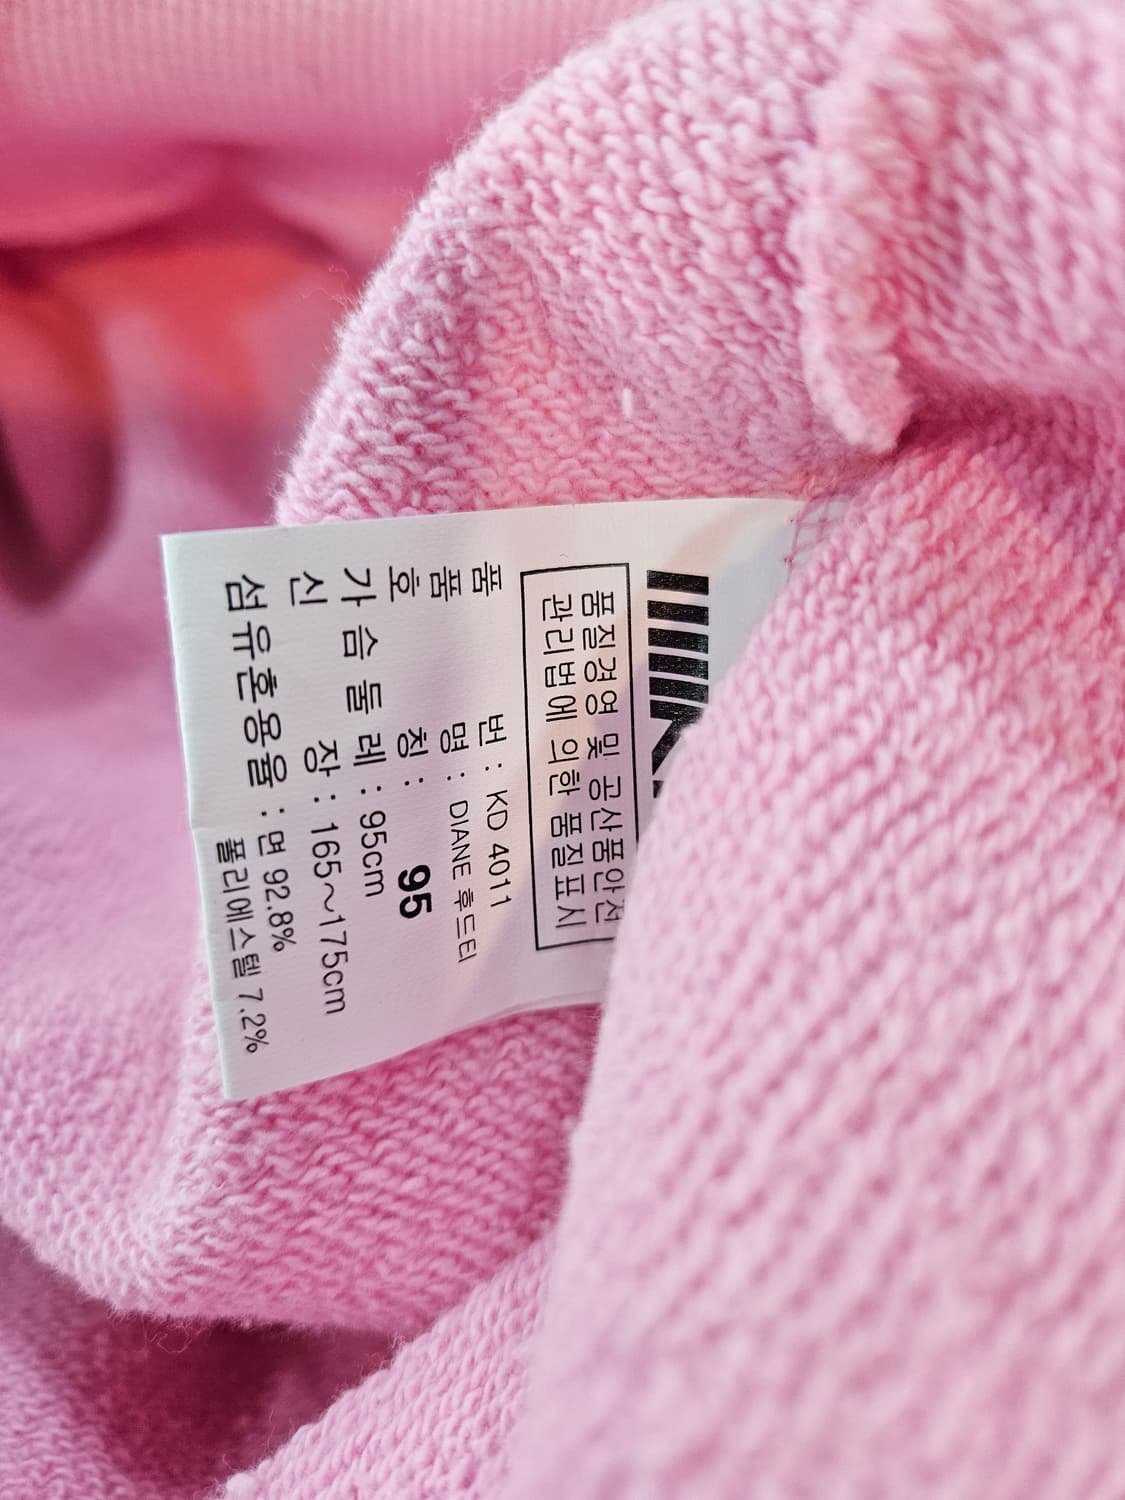 품질경영 및 공산품안전
관리법에 의한 품질표시
품 번 : KD 4011
품 명 : DIANE 후드티
호 칭 : 95
가 슴 둘 레 : 95cm
신 장 : 165~175cm
섬유혼용율 : 면 92.8%
폴리에스텔 7.2%